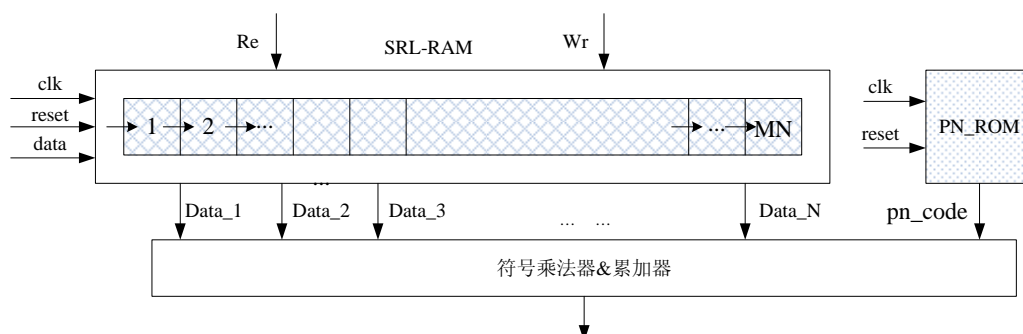 Re
Wr
SRL-RAM
clk
reset
data
1
2
...
...
MN
clk
reset
PN_ROM
...
Data_1
Data_2
Data_3
... ...
Data_N
pn_code
符号乘法器&累加器